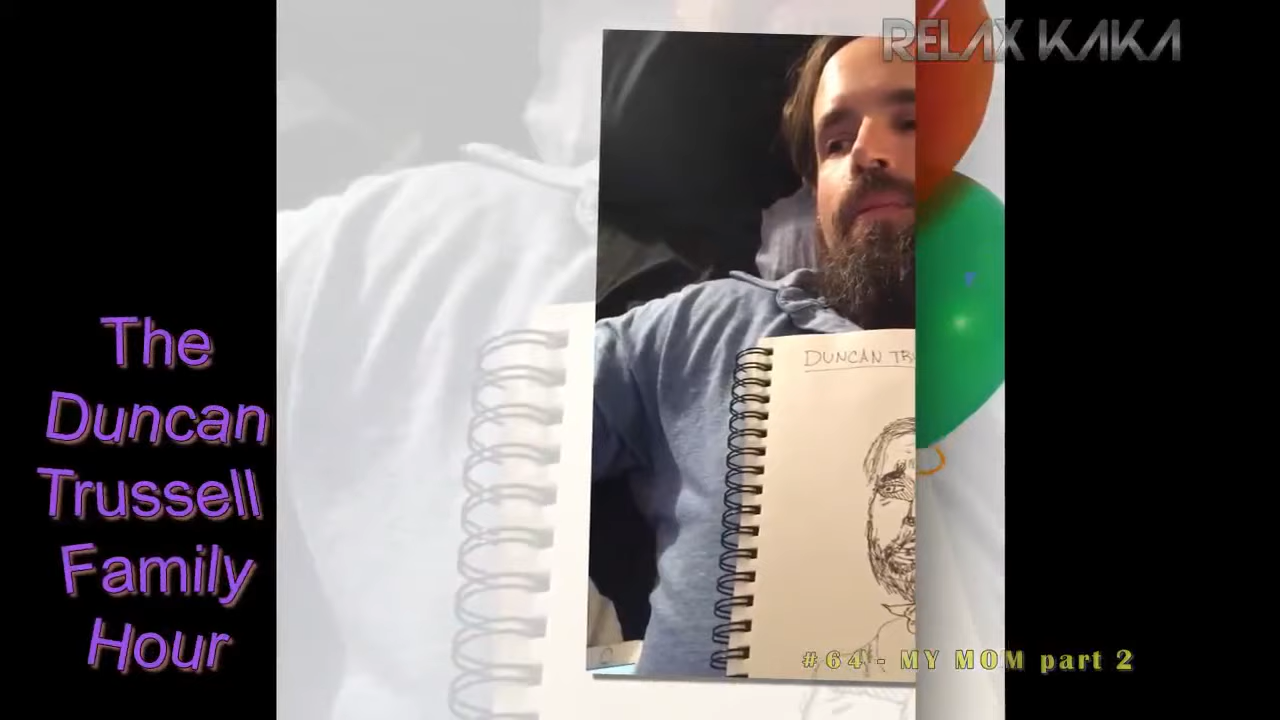 RELAX KAKA
The
Duncan
Trussell
Family
Hour
DUNCAN
#64 - MY MOM part 2